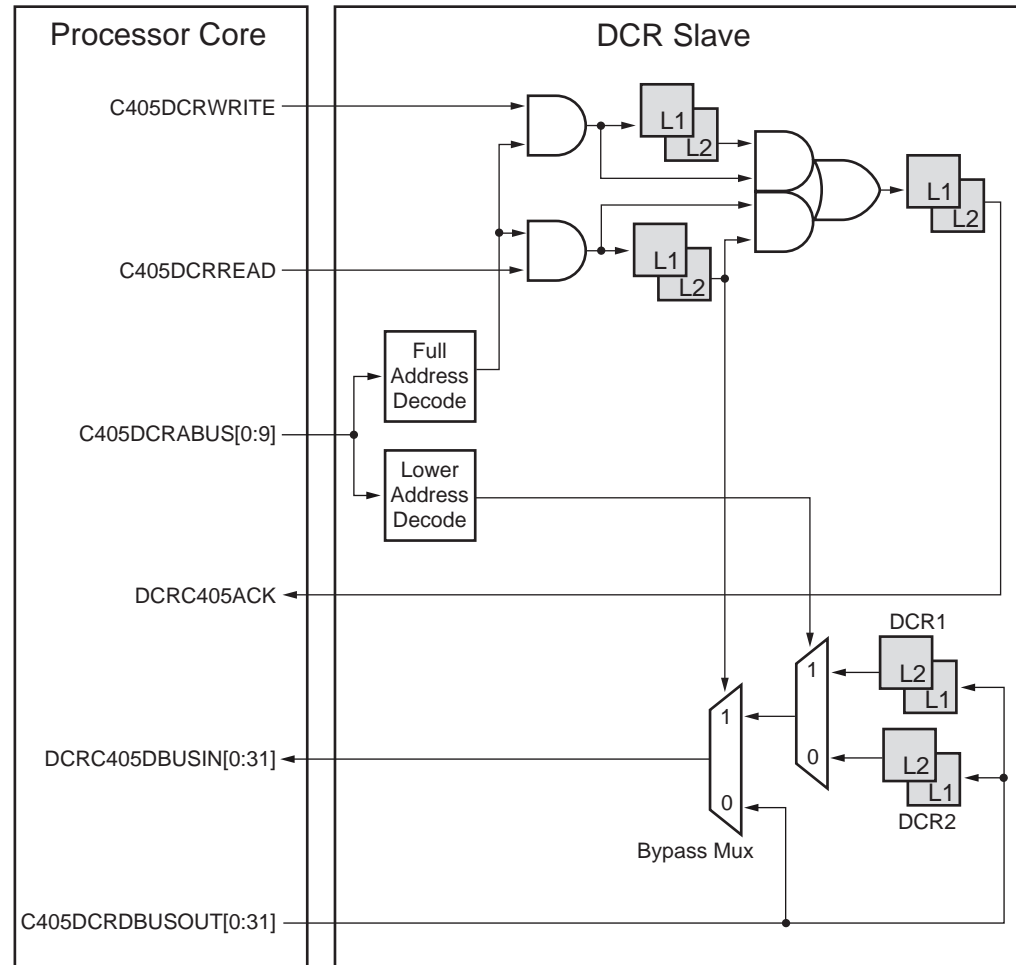 Processor Core
DCR Slave
C405DCRWRITE
L1
L2
L1
L2
C405DCRREAD
L1
L2
Full
Address
Decode
C405DCRABUS[0:9]
Lower
Address
Decode
DCRC405ACK
DCR1
L2
L1
1
0
1
0
DCRC405DBUSIN[0:31]
L2
L1
DCR2
Bypass Mux
C405DCRDBUSOUT[0:31]